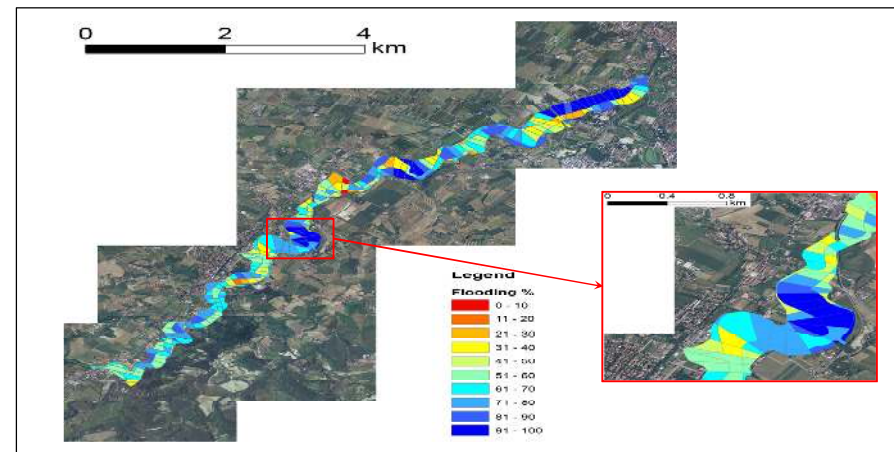 0 2 4
km
0 0.4 0.8
km
Legend
Flooding %
0 - 10
11 - 20
21 - 30
31 - 40
41 - 50
51 - 60
61 - 70
71 - 80
81 - 90
91 - 100